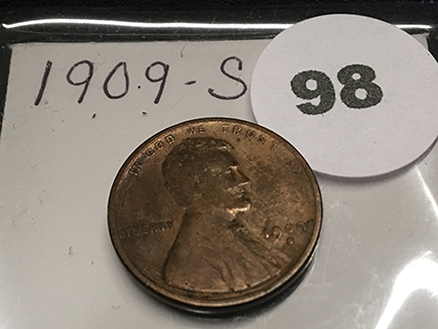 1909-S
98
IN GOD WE TRUST
LIBERTY
1909
S